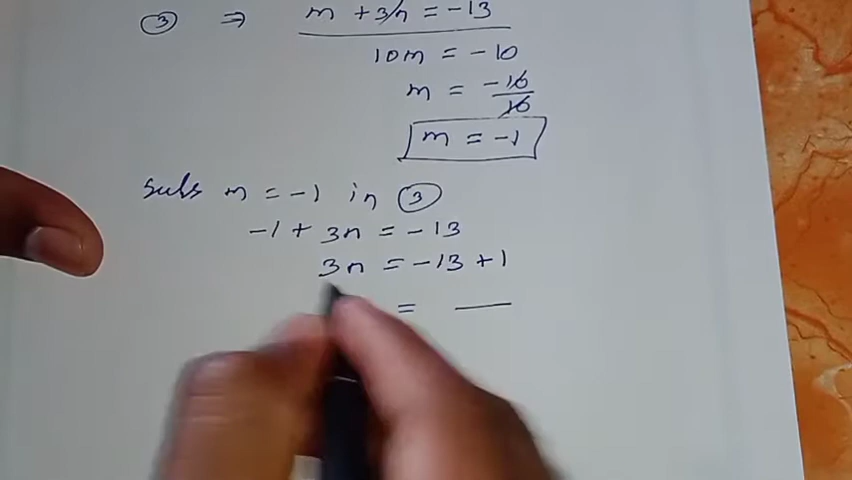 ③ ⇒ m + 3n = -13
10m = -10
m = -10/10
m = -1
Subs m = -1 in ③
-1 + 3n = -13
3n = -13 + 1
=